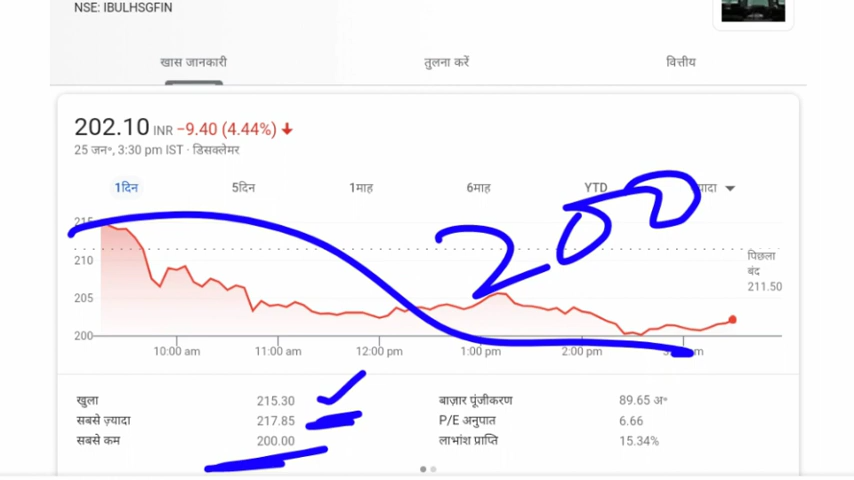 NSE: IBULHSGFIN
खास जानकारी तुलना करें वित्तीय
202.10 INR −9.40 (4.44%)
25 जन॰, 3:30 pm IST · डिसक्लेमर
1दिन 5दिन 1माह 6माह YTD
215
200
210
पिछला
बंद
211.50
205
200
10:00 am 11:00 am 12:00 pm 1:00 pm 2:00 pm
खुला 215.30 बाज़ार पूंजीकरण 89.65 अ॰
सबसे ज़्यादा 217.85 P/E अनुपात 6.66
सबसे कम 200.00 लाभांश प्राप्ति 15.34%